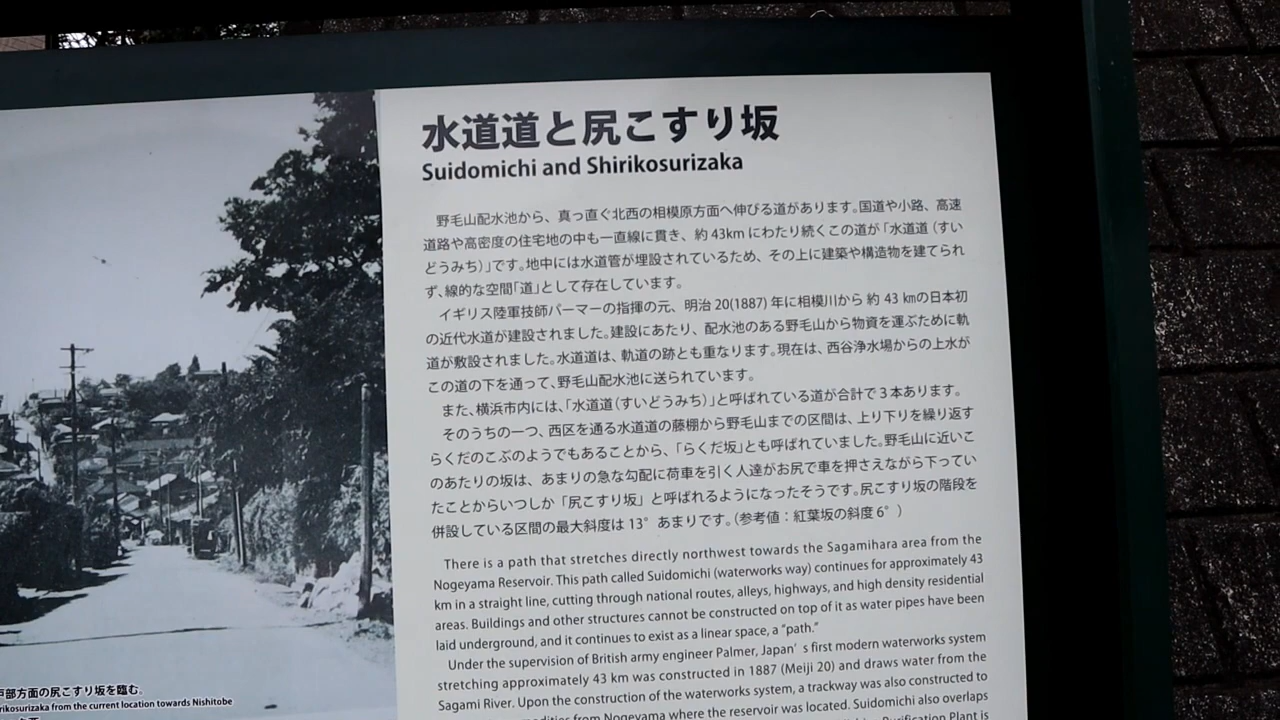 水道道と尻こすり坂
Suidomichi and Shirikosurizaka
野毛山配水池から、真っ直ぐ北西の相模原方面へ伸びる道があります。国道や小路、高速
道路や高密度の住宅地の中も一直線に貫き、約43kmにわたり続くこの道が「水道道（すい
どうみち）」です。地中には水道管が埋設されているため、その上に建築や構造物を建てられ
ず、線的な空間「道」として存在しています。
イギリス陸軍技師パーマーの指揮の元、明治20(1887)年に相模川から約43㎞の日本初
の近代水道が建設されました。建設にあたり、配水池のある野毛山から物資を運ぶために軌
道が敷設されました。水道道は、軌道の跡とも重なります。現在は、西谷浄水場からの上水が
この道の下を通って、野毛山配水池に送られています。
また、横浜市内には、「水道道（すいどうみち）」と呼ばれている道が合計で3本あります。
そのうちの一つ、西区を通る水道道の藤棚から野毛山までの区間は、上り下りを繰り返す
らくだのこぶのようでもあることから、「らくだ坂」とも呼ばれていました。野毛山に近いこ
のあたりの坂は、あまりの急な勾配に荷車を引く人達がお尻で車を押さえながら下ってい
たことからいつしか「尻こすり坂」と呼ばれるようになったそうです。尻こすり坂の階段を
併設している区間の最大斜度は13°あまりです。（参考値：紅葉坂の斜度6°）
There is a path that stretches directly northwest towards the Sagamihara area from the
Nogeyama Reservoir. This path called Suidomichi (waterworks way) continues for approximately 43
km in a straight line, cutting through national routes, alleys, highways, and high density residential
areas. Buildings and other structures cannot be constructed on top of it as water pipes have been
laid underground, and it continues to exist as a linear space, a “path.”
Under the supervision of British army engineer Palmer, Japan’s first modern waterworks system
stretching approximately 43 km was constructed in 1887 (Meiji 20) and draws water from the
Sagami River. Upon the construction of the waterworks system, a trackway was also constructed to
from Nogeyama where the reservoir was located. Suidomichi also overlaps
Purification Plant is
戸部方面の尻こすり坂を臨む。
rikosurizaka from the current location towards Nishitobe